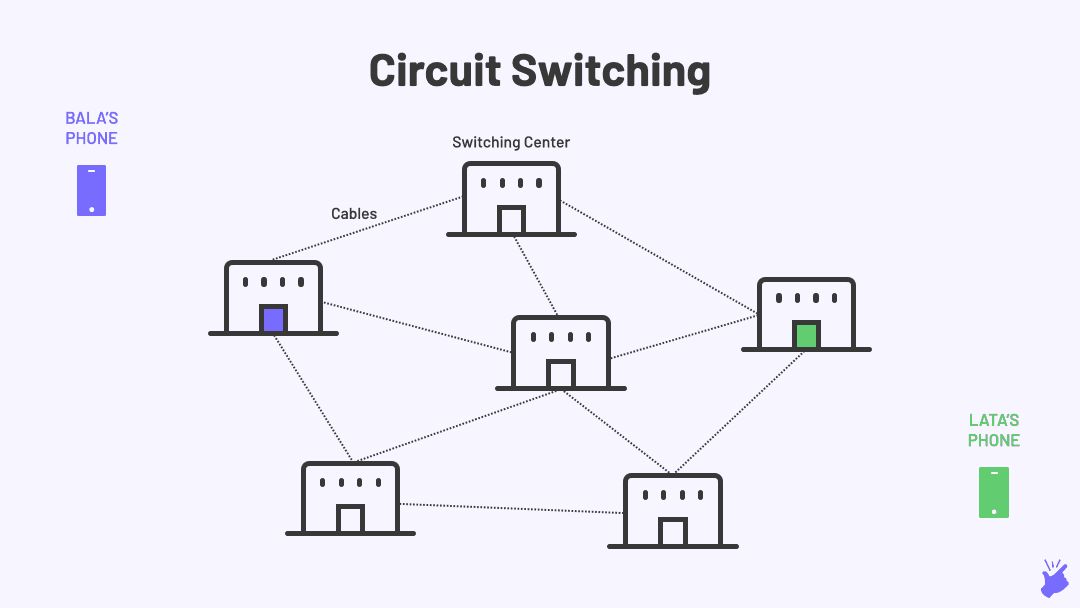 Circuit Switching
BALA'S
PHONE
Switching Center
Cables
LATA'S
PHONE